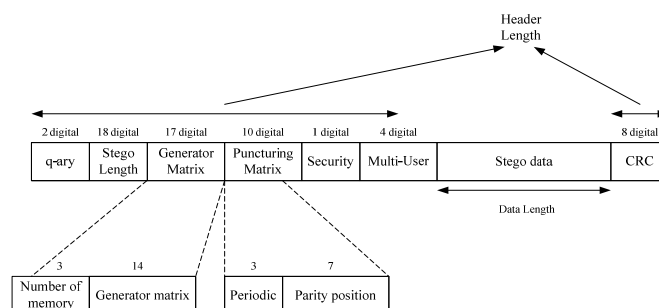 Header
Length
2 digital 18 digital 17 digital 10 digital 1 digital 4 digital 8 digital
q-ary Stego Length Generator Matrix Puncturing Matrix Security Multi-User Stego data CRC
Data Length
3 14 3 7
Number of memory Generator matrix Periodic Parity position